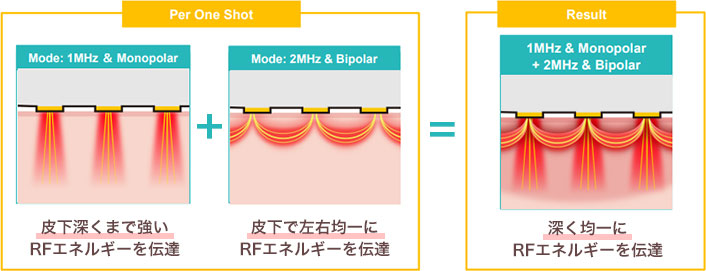 Per One Shot
Mode: 1MHz & Monopolar
皮下深くまで強い
RFエネルギーを伝達
+
Mode: 2MHz & Bipolar
皮下で左右均一に
RFエネルギーを伝達
=
Result
1MHz & Monopolar
+ 2MHz & Bipolar
深く均一に
RFエネルギーを伝達